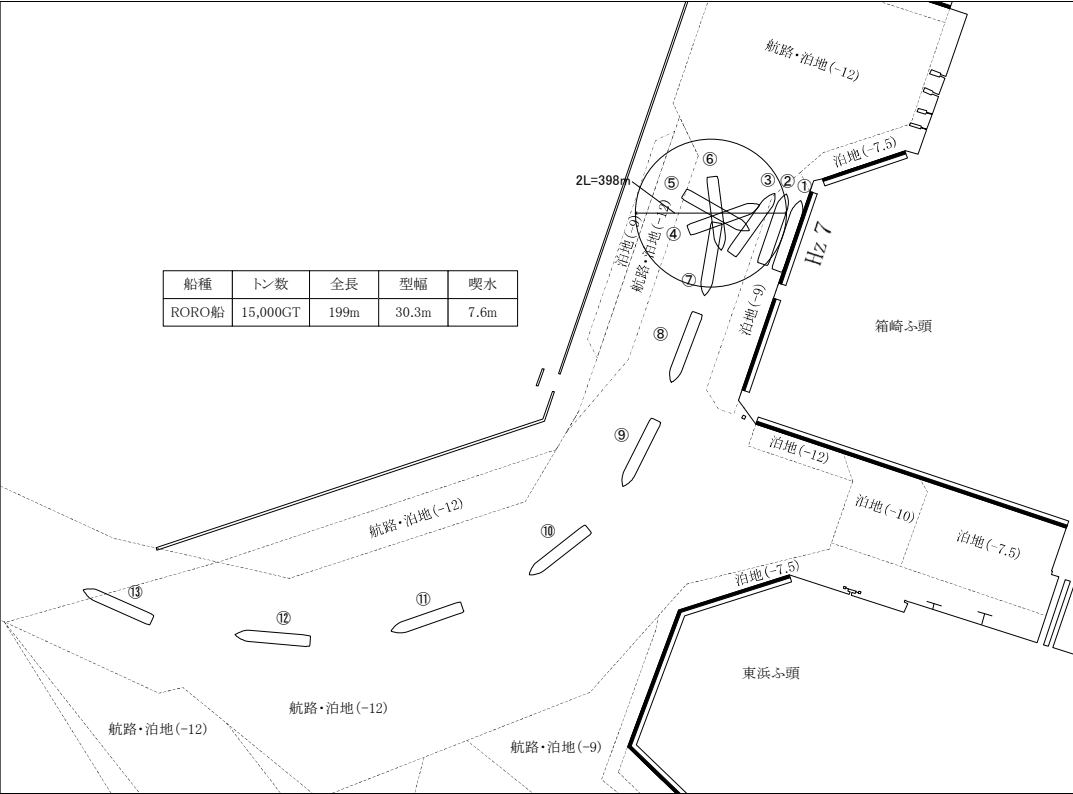 航路・泊地(-12)
泊地(-7.5)
⑥
⑤
③
②
①
2L=398m
④
泊地(-9)
航路・泊地(-12)
Hz 7
⑦
船種 トン数 全長 型幅 喫水
RORO船 15,000GT 199m 30.3m 7.6m
泊地(-9)
箱崎ふ頭
⑧
⑨
泊地(-12)
航路・泊地(-12)
泊地(-10)
泊地(-7.5)
⑩
泊地(-7.5)
⑬
⑫
⑪
東浜ふ頭
航路・泊地(-12)
航路・泊地(-12)
航路・泊地(-9)